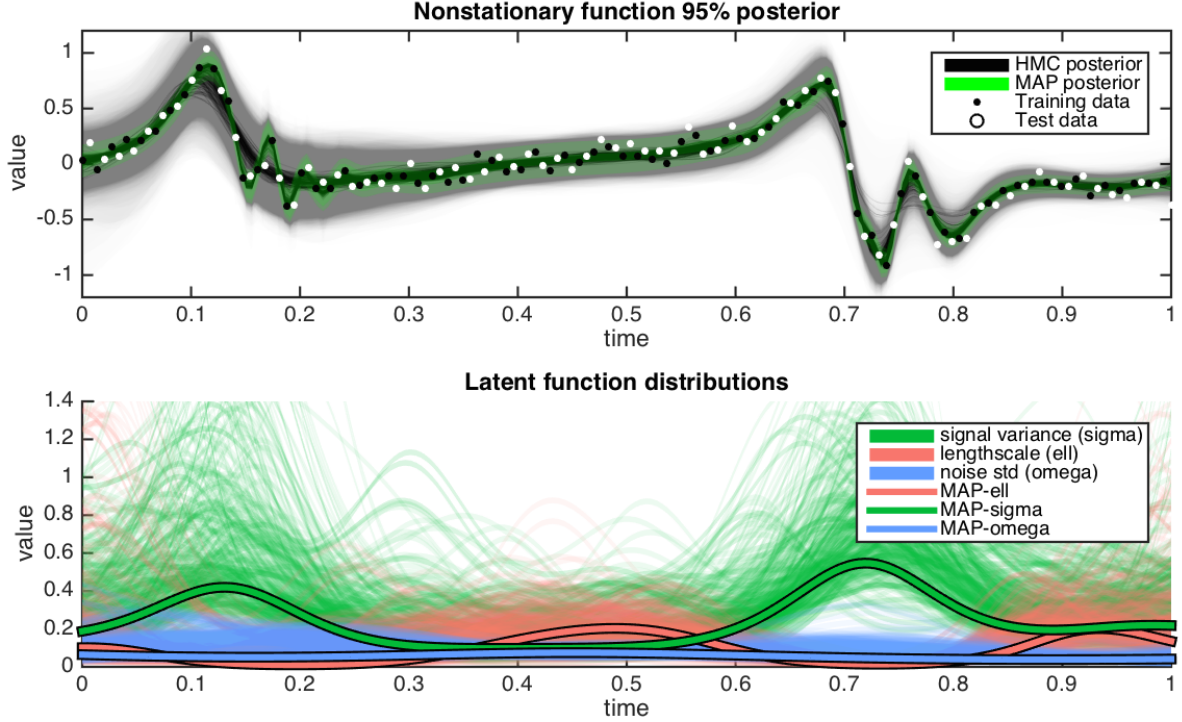 Nonstationary function 95% posterior
1
0.5
0
-0.5
-1
value
HMC posterior
MAP posterior
Training data
Test data
0 0.1 0.2 0.3 0.4 0.5 0.6 0.7 0.8 0.9 1
time
Latent function distributions
1.4
1.2
1
0.8
0.6
0.4
0.2
0
value
signal variance (sigma)
lengthscale (ell)
noise std (omega)
MAP-ell
MAP-sigma
MAP-omega
0 0.1 0.2 0.3 0.4 0.5 0.6 0.7 0.8 0.9 1
time